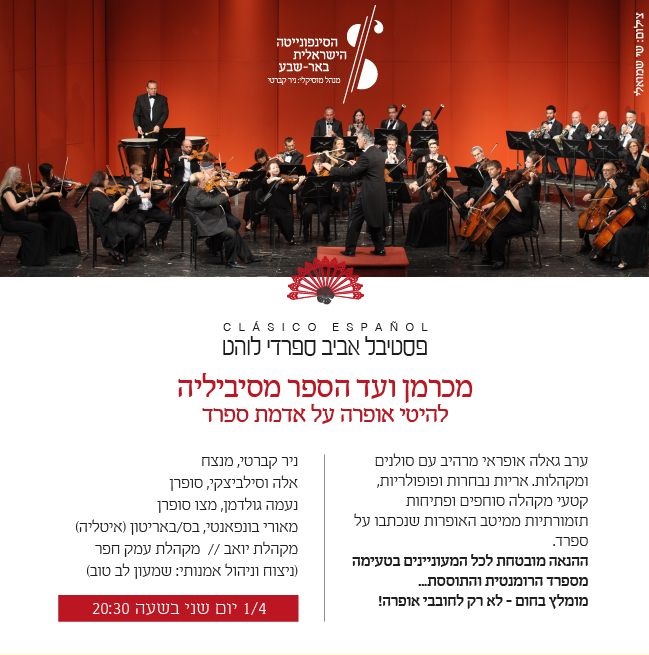 הסינפונייטה
הישראלית
באר-שבע
מנהל מוסיקלי: ניר קברטי
צילום: שי שמואלי
CLÁSICO ESPAÑOL
פסטיבל אביב ספרדי לוהט
מכרמן ועד הספר מסיביליה
להיטי אופרה על אדמת ספרד
ערב גאלה אופראי מרהיב עם סולנים
ומקהלות. אריות נבחרות ופופולריות,
קטעי מקהלה סוחפים ופתיחות
תזמורתיות ממיטב האופרות שנכתבו על
ספרד.
ההנאה מובטחת לכל המעוניינים בטעימה
מספרד הרומנטית והתוססת...
מומלץ בחום - לא רק לחובבי אופרה!
ניר קברטי, מנצח
אלה וסילביצקי, סופרן
נעמה גולדמן, מצו סופרן
מאורי בונפאנטי, בס/באריטון (איטליה)
מקהלת יואב // מקהלת עמק חפר
(ניצוח וניהול אמנותי: שמעון לב טוב)
1/4 יום שני בשעה 20:30